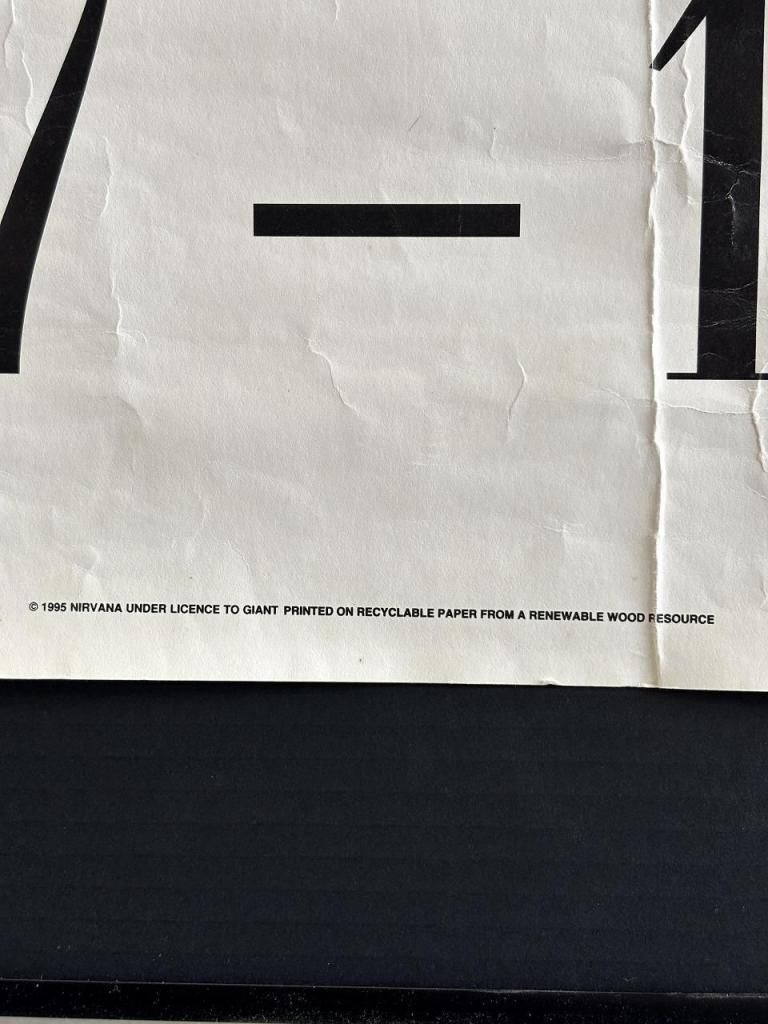 7 — 1
© 1995 NIRVANA UNDER LICENCE TO GIANT PRINTED ON RECYCLABLE PAPER FROM A RENEWABLE WOOD RESOURCE